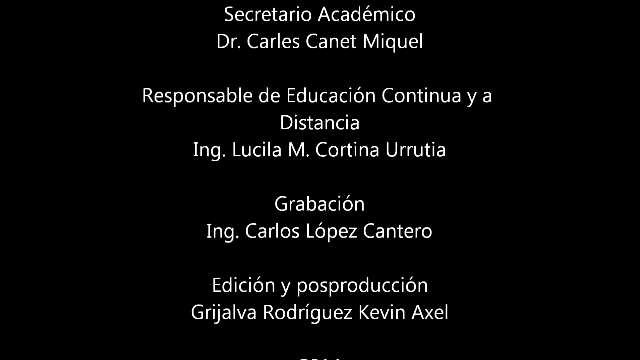 Secretario Académico
Dr. Carles Canet Miquel
Responsable de Educación Continua y a
Distancia
Ing. Lucila M. Cortina Urrutia
Grabación
Ing. Carlos López Cantero
Edición y posproducción
Grijalva Rodríguez Kevin Axel